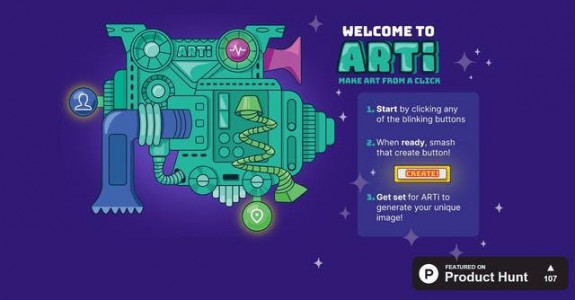 ARTi
WELCOME TO
ARTi
MAKE ART FROM A CLICK
1. Start by clicking any
of the blinking buttons
2. When ready, smash
that create button!
CREATE!
3. Get set for ARTi to
generate your unique
image!
P
FEATURED ON
Product Hunt
▲
107